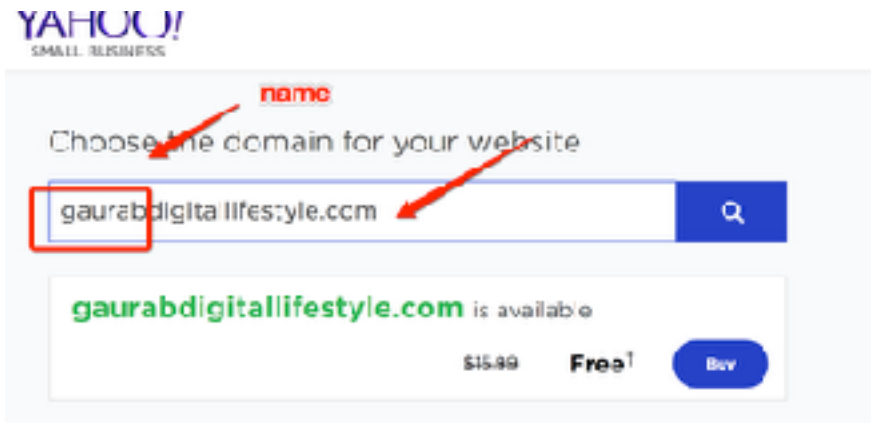 YAHOO!
SMALL BUSINESS
name
Choose the domain for your website
gaurabdigitallifestyle.com
gaurabdigitallifestyle.com is available
$15.99 Free† Buy